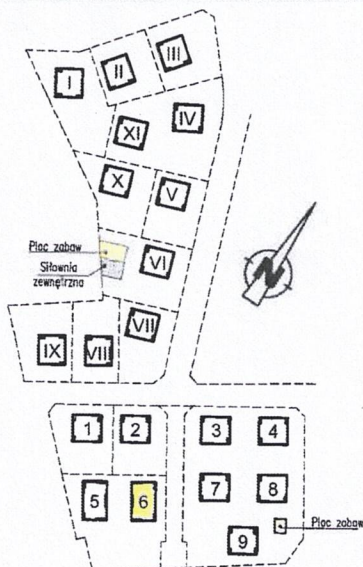 I
II
III
IV
XI
X
V
Plac zabaw
Siłownia
zewnętrzna
VI
VII
IX
VIII
N
1
2
3
4
5
6
7
8
9
Plac zabaw